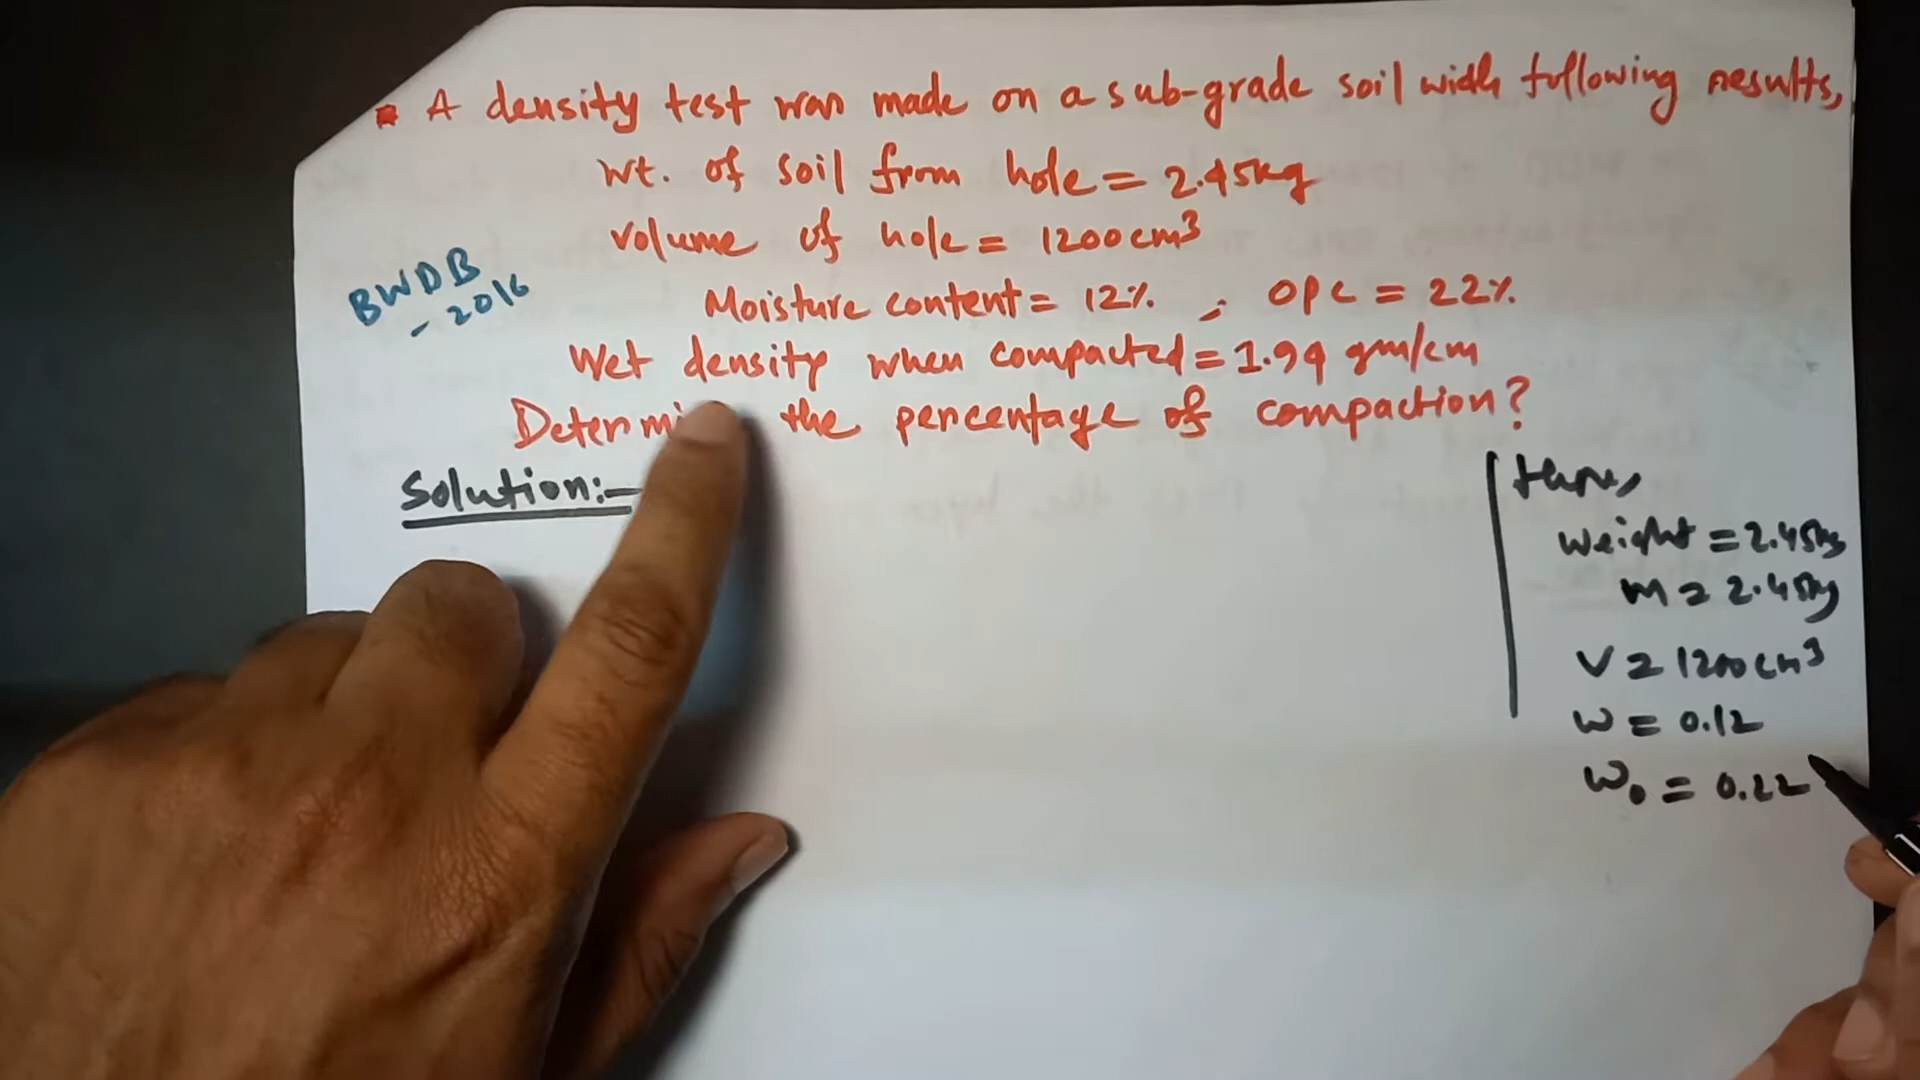 A density test was made on a sub-grade soil with following results,
wt. of soil from hole = 2.45kg
volume of hole = 1200cm³
BWDB
- 2016
Moisture content = 12%, OPC = 22%.
Wet density when compacted = 1.94 gm/cm
Determi the percentage of compaction?
Solution:-
weight = 2.45kg
m = 2.45kg
V = 1200cm³
w = 0.12
w₀ = 0.22